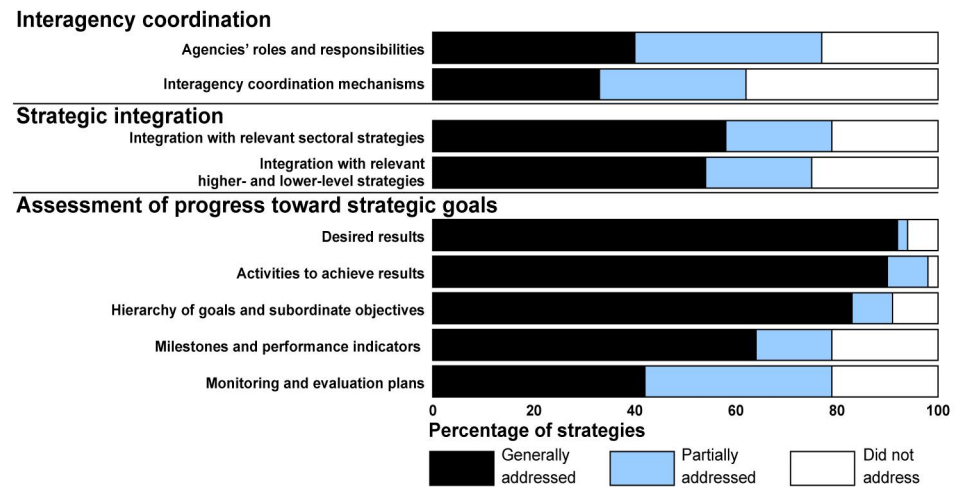 Interagency coordination
Agencies’ roles and responsibilities
Interagency coordination mechanisms
Strategic integration
Integration with relevant sectoral strategies
Integration with relevant
higher- and lower-level strategies
Assessment of progress toward strategic goals
Desired results
Activities to achieve results
Hierarchy of goals and subordinate objectives
Milestones and performance indicators
Monitoring and evaluation plans
0 20 40 60 80 100
Percentage of strategies
Generally
addressed
Partially
addressed
Did not
address